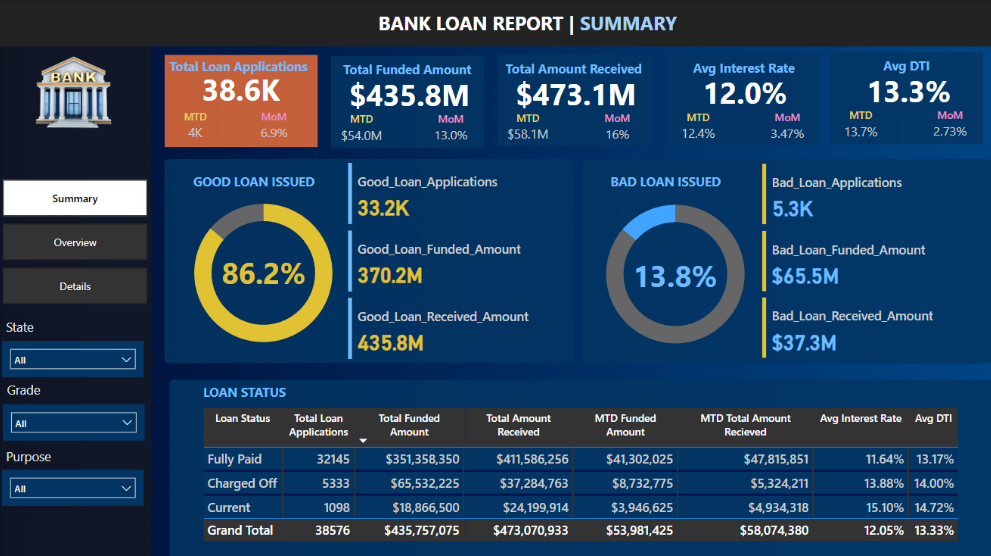 BANK LOAN REPORT | SUMMARY
BANK
Total Loan Applications
38.6K
MTD MoM
4K 6.9%
Total Funded Amount
$435.8M
MTD MoM
$54.0M 13.0%
Total Amount Received
$473.1M
MTD MoM
$58.1M 16%
Avg Interest Rate
12.0%
MTD MoM
12.4% 3.47%
Avg DTI
13.3%
MTD MoM
13.7% 2.73%
Summary
Overview
Details
State
All
Grade
All
Purpose
All
GOOD LOAN ISSUED
86.2%
Good_Loan_Applications
33.2K
Good_Loan_Funded_Amount
370.2M
Good_Loan_Received_Amount
435.8M
BAD LOAN ISSUED
13.8%
Bad_Loan_Applications
5.3K
Bad_Loan_Funded_Amount
$65.5M
Bad_Loan_Received_Amount
$37.3M
LOAN STATUS
Loan Status Total Loan Total Funded Total Amount MTD Funded MTD Total Amount Avg Interest Rate Avg DTI
Applications Amount Received Amount Recieved
Fully Paid 32145 $351,358,350 $411,586,256 $41,302,025 $47,815,851 11.64% 13.17%
Charged Off 5333 $65,532,225 $37,284,763 $8,732,775 $5,324,211 13.88% 14.00%
Current 1098 $18,866,500 $24,199,914 $3,946,625 $4,934,318 15.10% 14.72%
Grand Total 38576 $435,757,075 $473,070,933 $53,981,425 $58,074,380 12.05% 13.33%